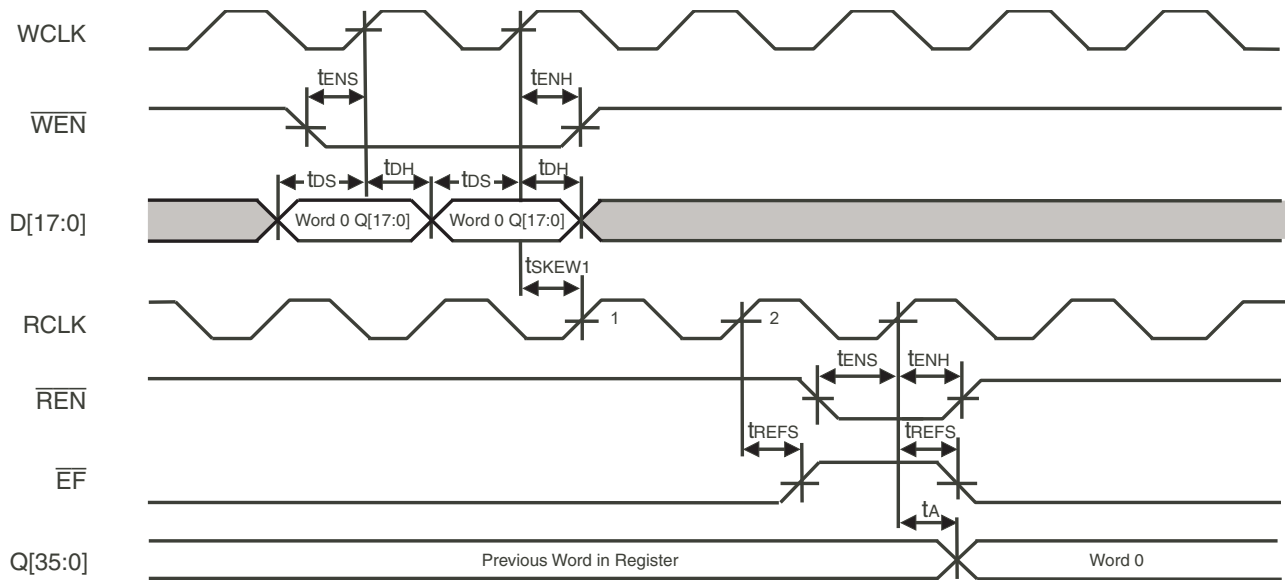 WCLK
tENS
tENH
WEN
tDS
tDH
tDS
tDH
D[17:0]
Word 0 Q[17:0]
Word 0 Q[17:0]
tSKEW1
RCLK
1
2
tENS
tENH
REN
tREFS
tREFS
EF
tA
Q[35:0]
Previous Word in Register
Word 0